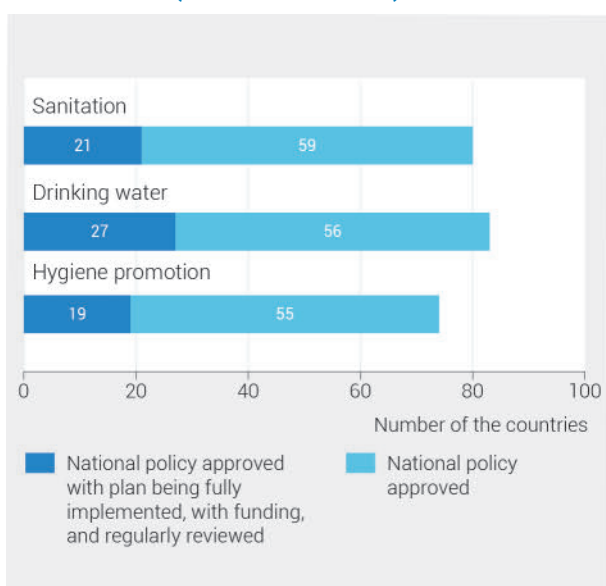 Sanitation
21 59
Drinking water
27 56
Hygiene promotion
19 55
0 20 40 60 80 100
Number of the countries
National policy approved
with plan being fully
implemented, with funding,
and regularly reviewed
National policy
approved